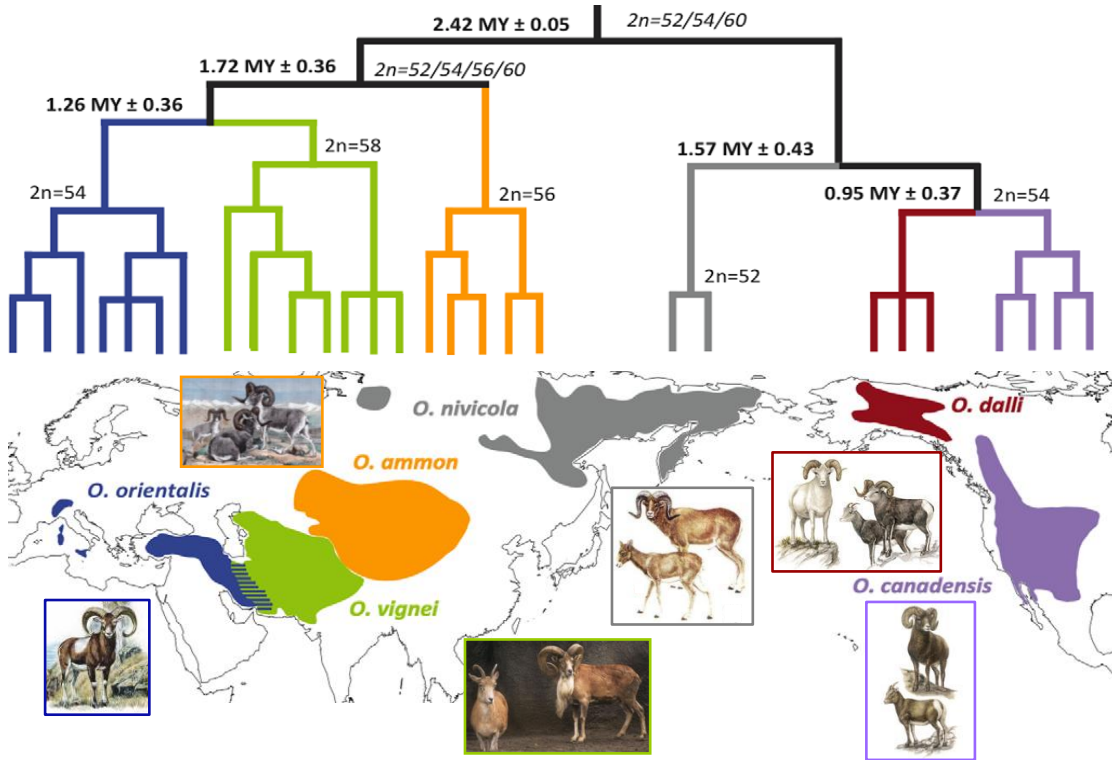 2.42 MY ± 0.05
2n=52/54/60
1.72 MY ± 0.36
2n=52/54/56/60
1.26 MY ± 0.36
2n=58
1.57 MY ± 0.43
2n=54
2n=56
0.95 MY ± 0.37
2n=54
2n=52
O. nivicola
O. dalli
O. ammon
O. orientalis
O. canadensis
O. vignei